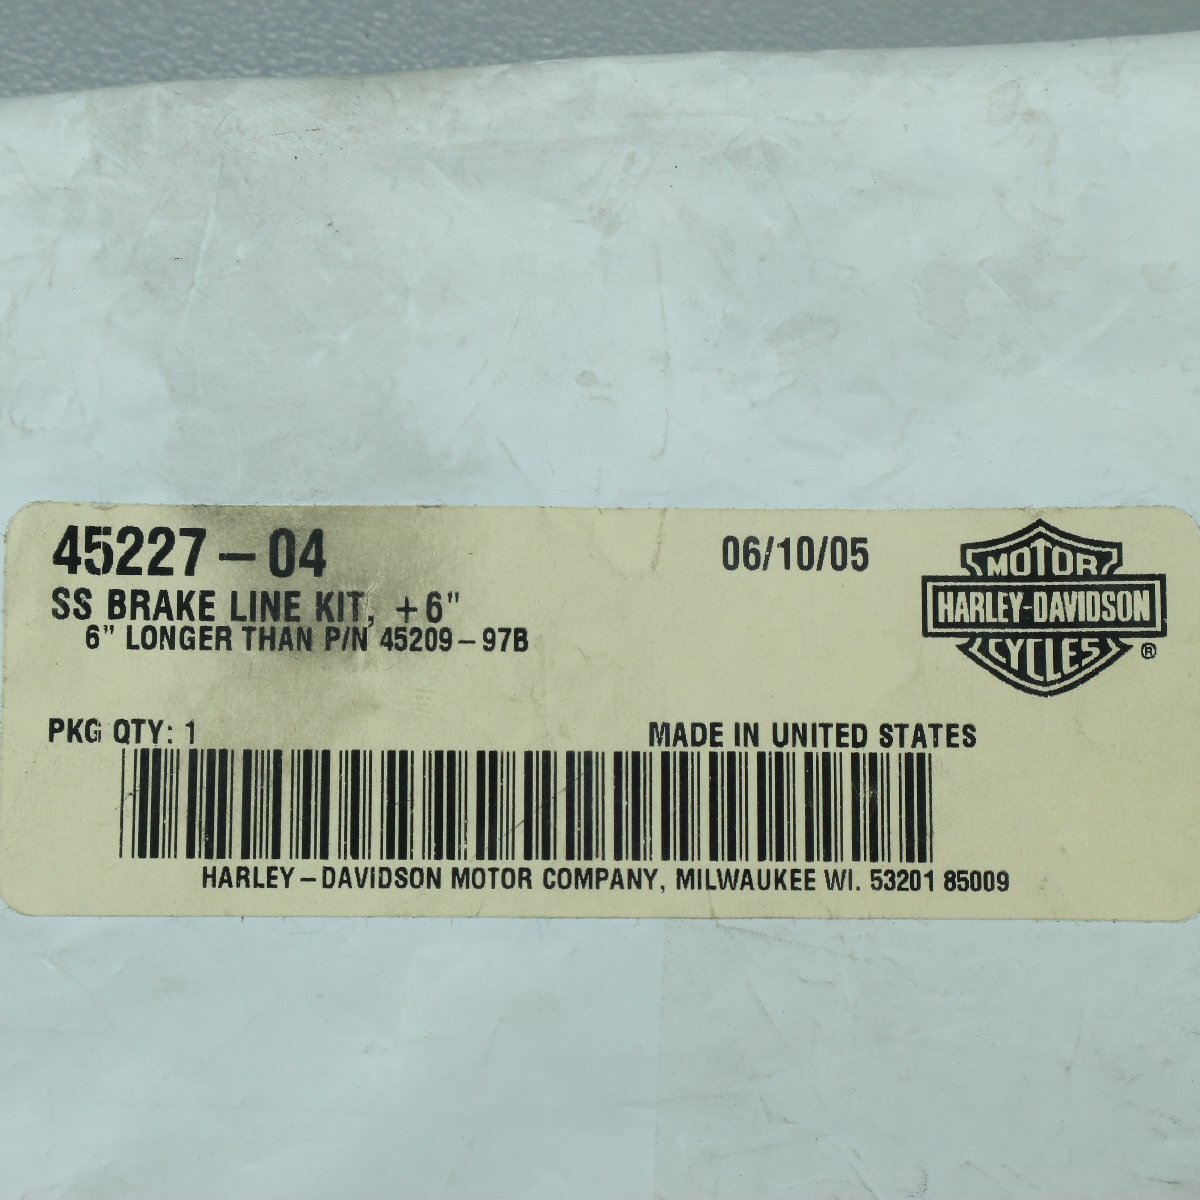 45227-04
06/10/05
SS BRAKE LINE KIT, +6"
6" LONGER THAN P/N 45209-97B
MOTOR
HARLEY-DAVIDSON
CYCLES ®
PKG QTY: 1
MADE IN UNITED STATES
HARLEY-DAVIDSON MOTOR COMPANY, MILWAUKEE WI. 53201 85009